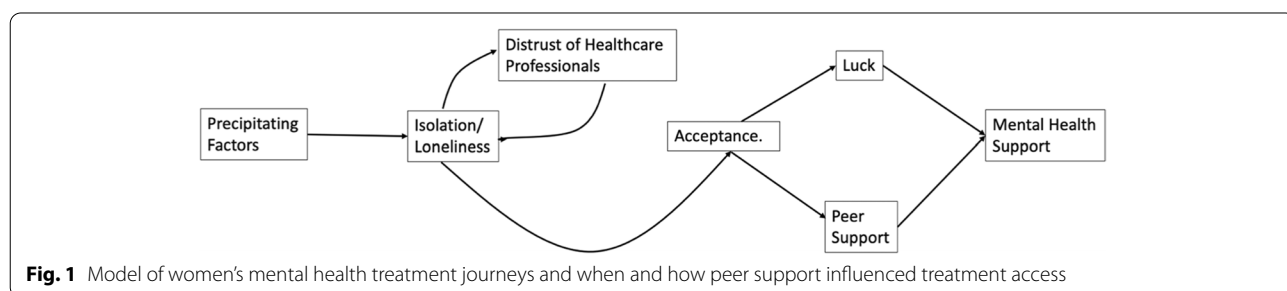 Distrust of Healthcare
Professionals
Luck
Precipitating
Factors
Isolation/
Loneliness
Acceptance.
Mental Health
Support
Peer
Support
Fig. 1 Model of women's mental health treatment journeys and when and how peer support influenced treatment access